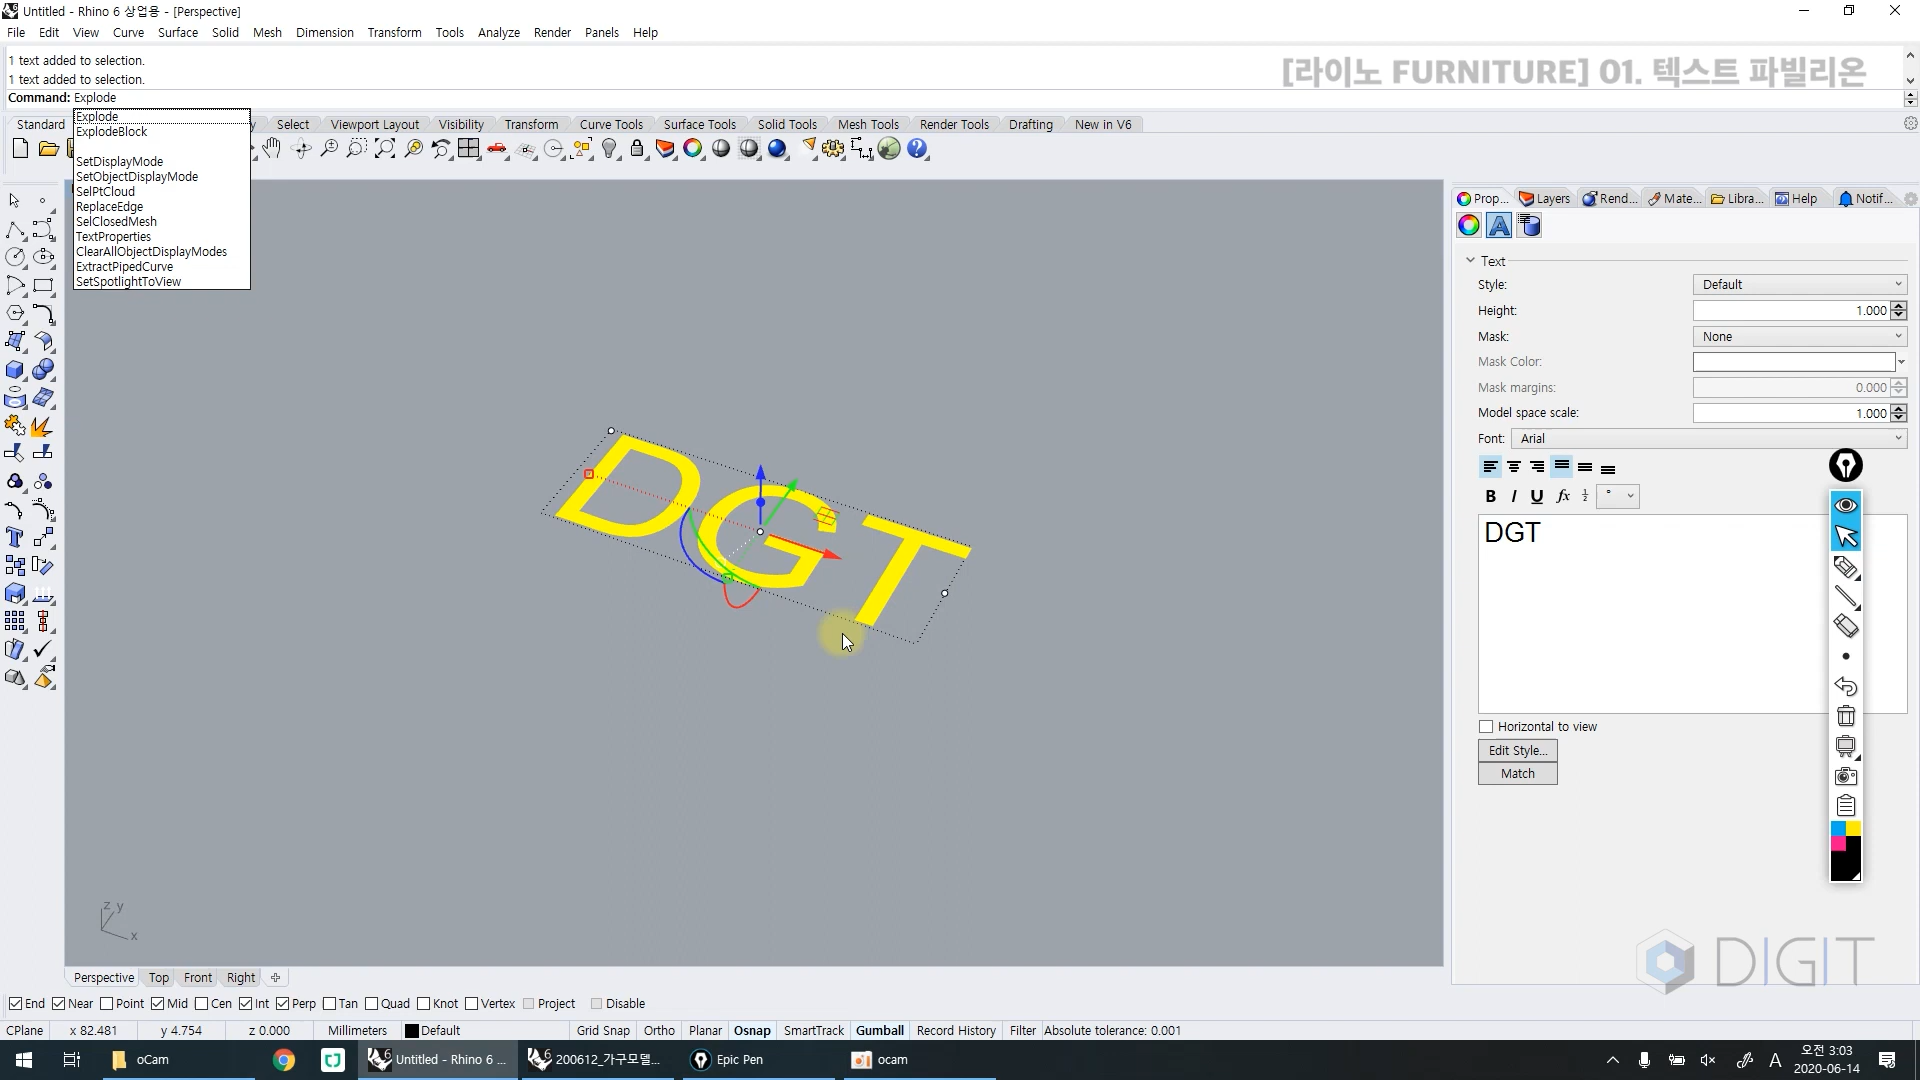 Untitled - Rhino 6 상업용 - [Perspective]
File Edit View Curve Surface Solid Mesh Dimension Transform Tools Analyze Render Panels Help
1 text added to selection.
1 text added to selection.
[라이노 FURNITURE] 01. 텍스트 파빌리온
Command: Explode
Explode
ExplodeBlock
SetDisplayMode
SetObjectDisplayMode
SelPtCloud
ReplaceEdge
SelClosedMesh
TextProperties
ClearAllObjectDisplayModes
ExtractPipedCurve
SetSpotlightToView
Standard Select Viewport Layout Visibility Transform Curve Tools Surface Tools Solid Tools Mesh Tools Render Tools Drafting New in V6
Prop... Layers Rend... Mate... Libra... Help Notif...
Text
Style: Default
Height: 1.000
Mask: None
Mask Color:
Mask margins: 0.000
Model space scale: 1.000
Font: Arial
B I U fx 1/2 °
DGT
DGT
Horizontal to view
Edit Style...
Match
z y
x
DIGIT
Perspective Top Front Right
End Near Point Mid Cen Int Perp Tan Quad Knot Vertex Project Disable
CPlane x 82.481 y 4.754 z 0.000 Millimeters Default Grid Snap Ortho Planar Osnap SmartTrack Gumball Record History Filter Absolute tolerance: 0.001
oCam Untitled - Rhino 6 ... 200612_가구모델... Epic Pen ocam A 오전 3:03
2020-06-14